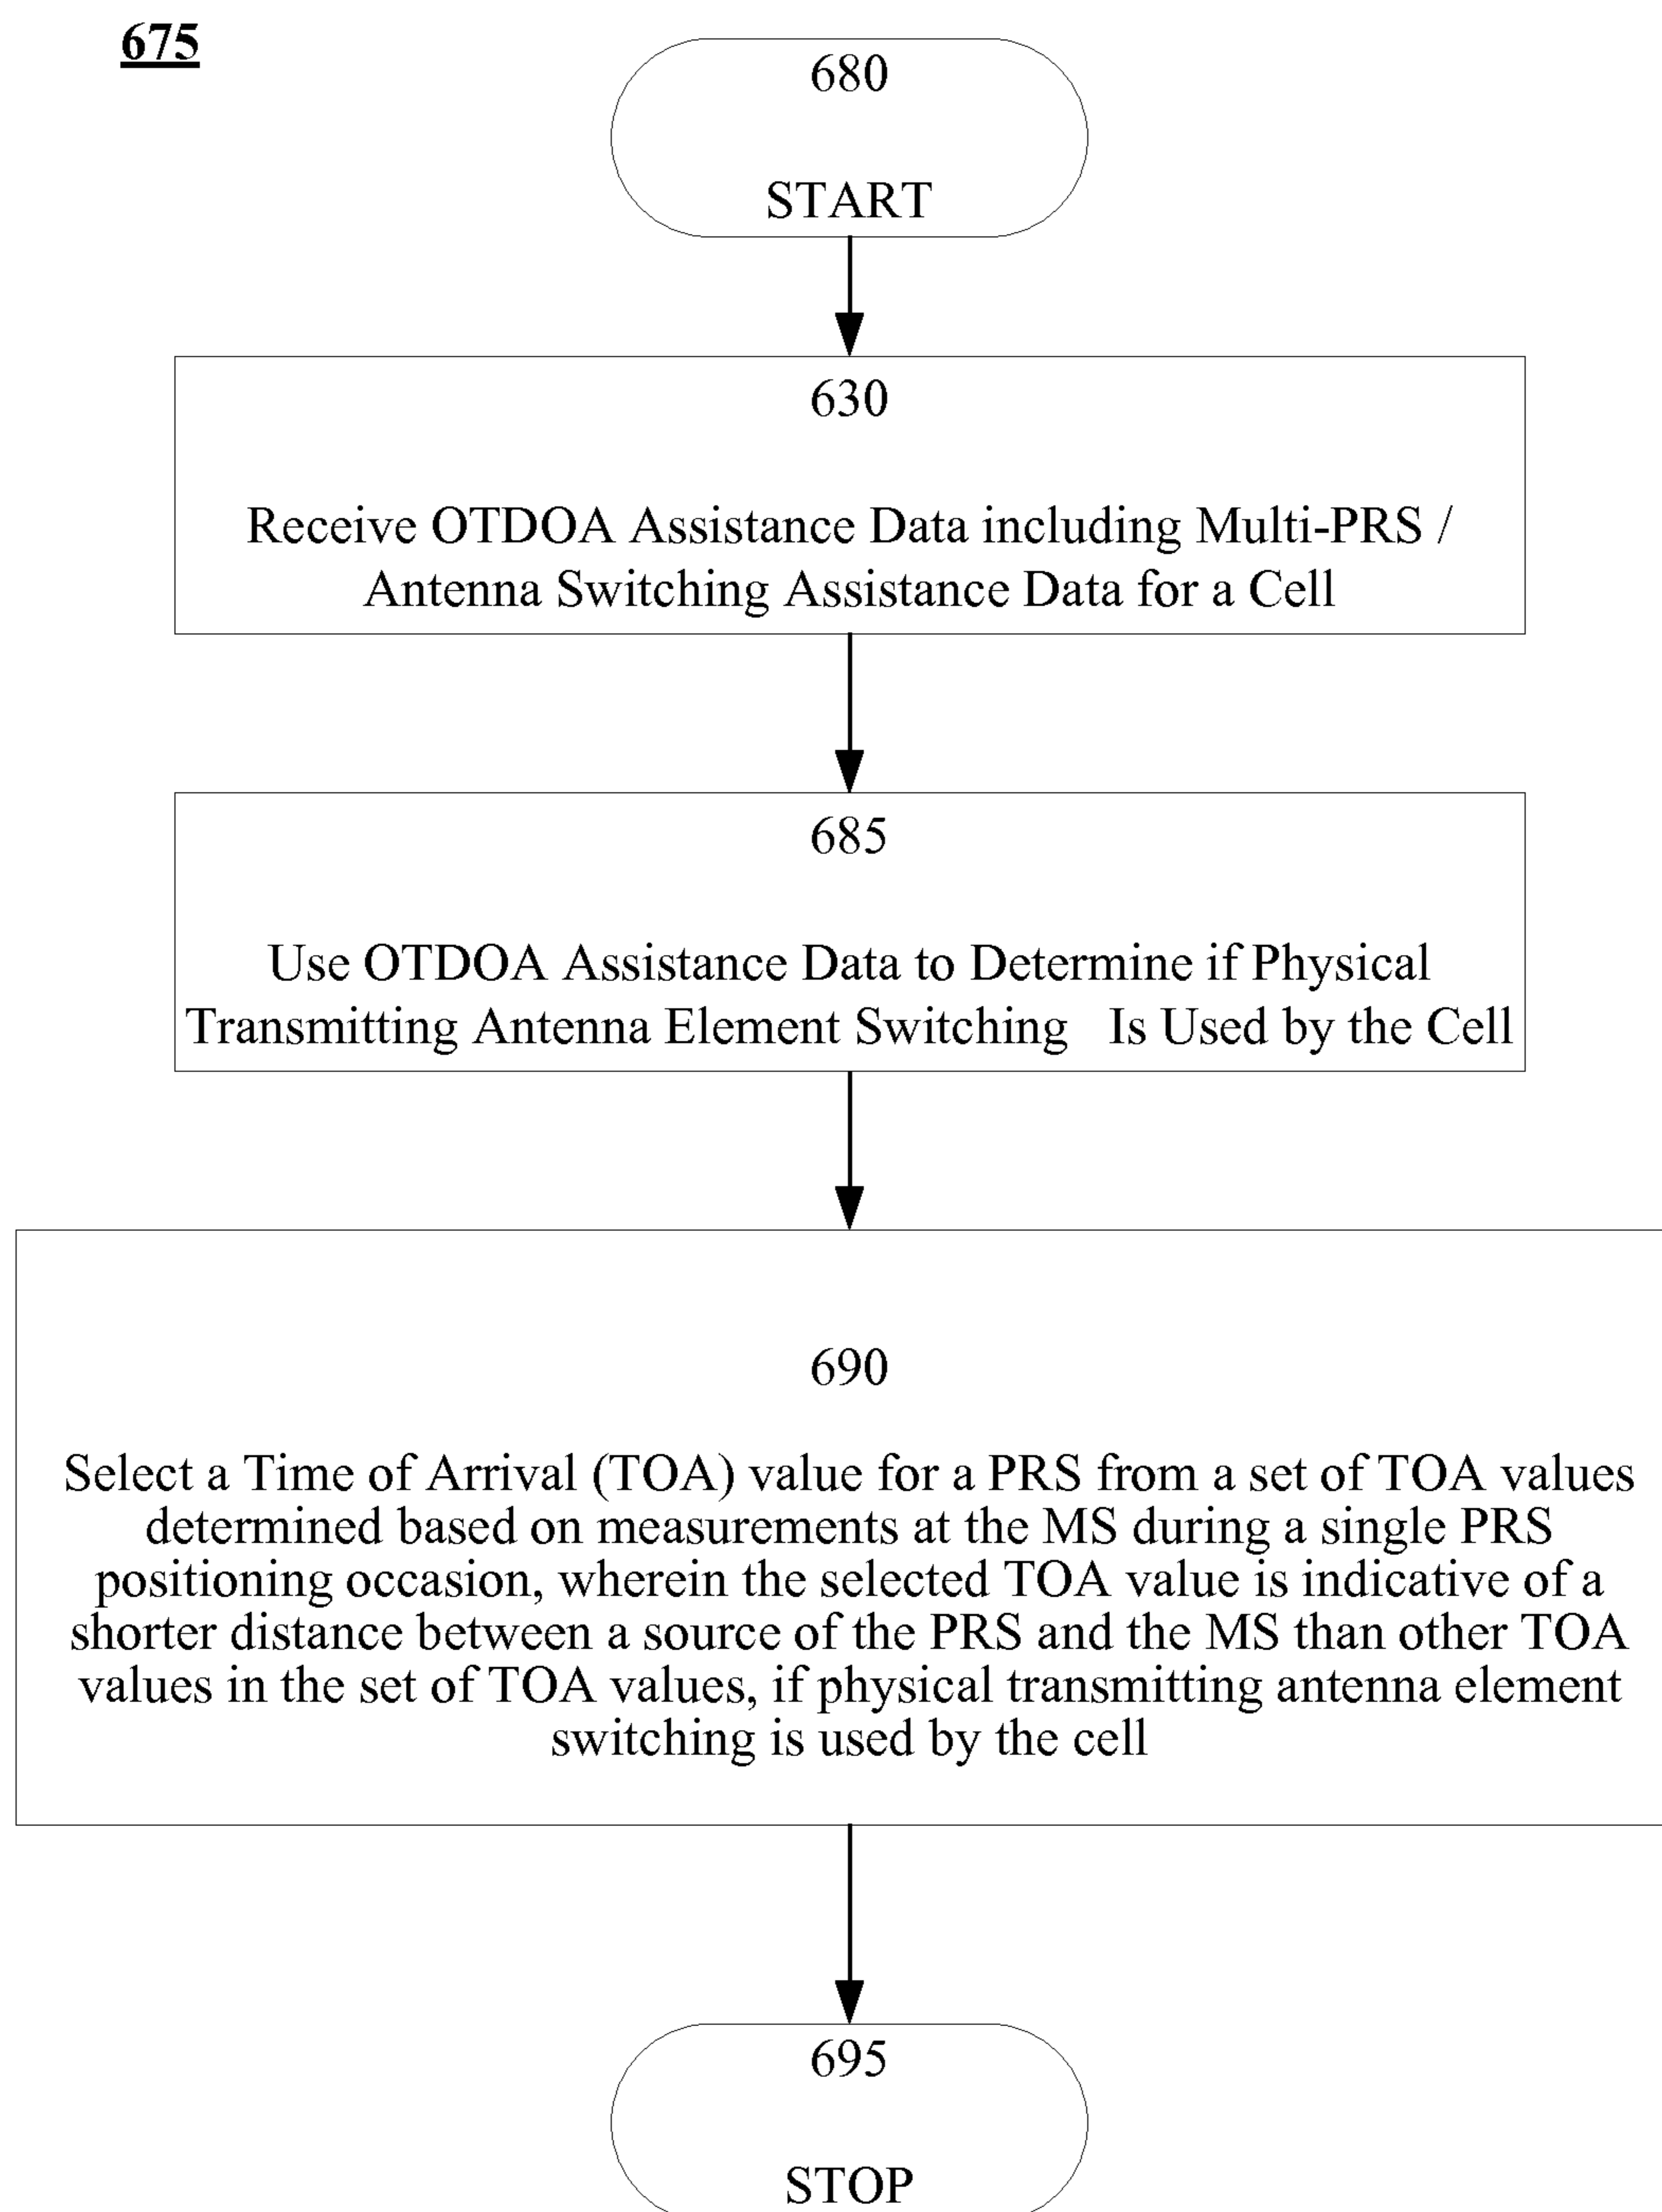 675
680
START
630
Receive OTDOA Assistance Data including Multi-PRS /
Antenna Switching Assistance Data for a Cell
685
Use OTDOA Assistance Data to Determine if Physical
Transmitting Antenna Element Switching Is Used by the Cell
690
Select a Time of Arrival (TOA) value for a PRS from a set of TOA values
determined based on measurements at the MS during a single PRS
positioning occasion, wherein the selected TOA value is indicative of a
shorter distance between a source of the PRS and the MS than other TOA
values in the set of TOA values, if physical transmitting antenna element
switching is used by the cell
695
STOP